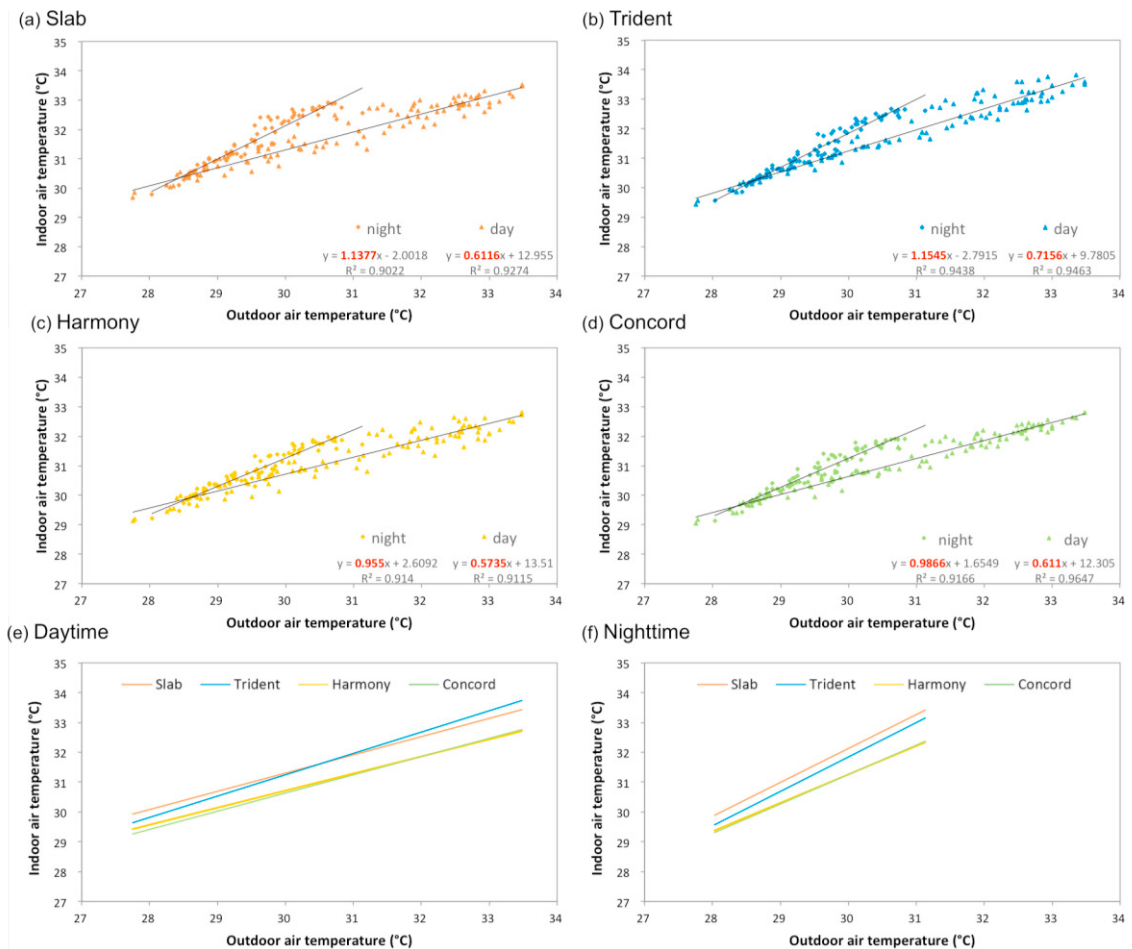 (a) Slab
Indoor air temperature (°C)
35
34
33
32
31
30
29
28
27
night day
y = 1.1377x - 2.0018 y = 0.6116x + 12.955
R² = 0.9022 R² = 0.9274
27 28 29 30 31 32 33 34
Outdoor air temperature (°C)
(b) Trident
Indoor air temperature (°C)
35
34
33
32
31
30
29
28
27
night day
y = 1.1545x - 2.7915 y = 0.7156x + 9.7805
R² = 0.9438 R² = 0.9463
27 28 29 30 31 32 33 34
Outdoor air temperature (°C)
(c) Harmony
Indoor air temperature (°C)
35
34
33
32
31
30
29
28
27
night day
y = 0.955x + 2.6092 y = 0.5735x + 13.51
R² = 0.914 R² = 0.9115
27 28 29 30 31 32 33 34
Outdoor air temperature (°C)
(d) Concord
Indoor air temperature (°C)
35
34
33
32
31
30
29
28
27
night day
y = 0.9866x + 1.6549 y = 0.611x + 12.305
R² = 0.9166 R² = 0.9647
27 28 29 30 31 32 33 34
Outdoor air temperature (°C)
(e) Daytime
Indoor air temperature (°C)
35
34
33
32
31
30
29
28
27
Slab Trident Harmony Concord
27 28 29 30 31 32 33 34
Outdoor air temperature (°C)
(f) Nighttime
Indoor air temperature (°C)
35
34
33
32
31
30
29
28
27
Slab Trident Harmony Concord
27 28 29 30 31 32 33 34
Outdoor air temperature (°C)